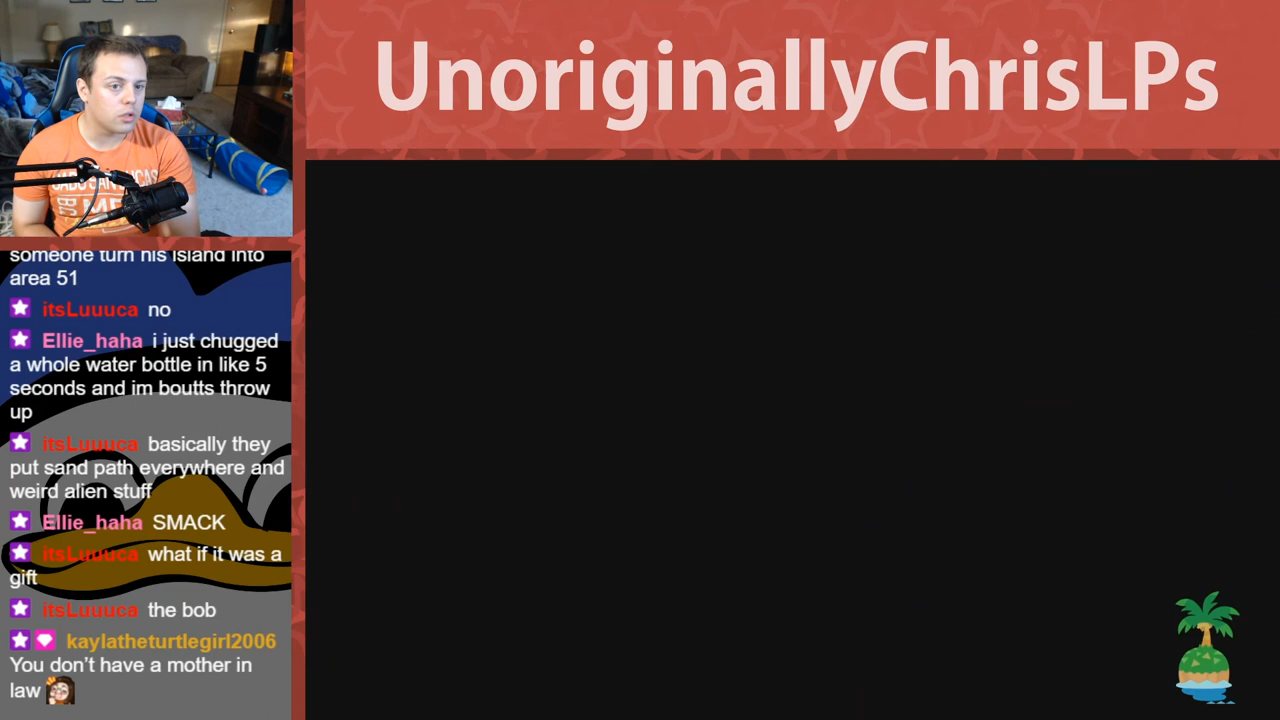 UnoriginallyChrisLPs
someone turn his island into
area 51
itsLuuuca no
Ellie_haha i just chugged
a whole water bottle in like 5
seconds and im boutts throw
up
itsLuuuca basically they
put sand path everywhere and
weird alien stuff
Ellie_haha SMACK
itsLuuuca what if it was a
gift
itsLuuuca the bob
kaylatheturtlegirl2006
You don’t have a mother in
law